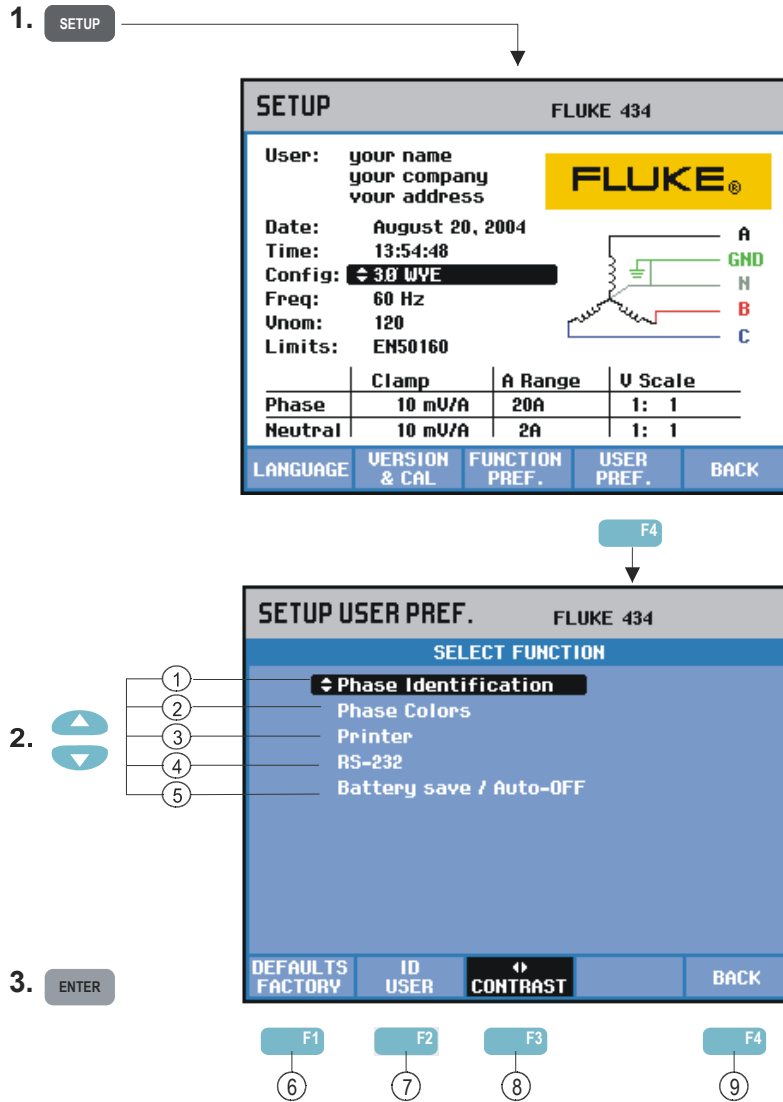 1. SETUP
SETUP FLUKE 434
User: your name
your company
your address
FLUKE®
Date: August 20, 2004
Time: 13:54:48
Config: 3Ø WYE
Freq: 60 Hz
Vnom: 120
Limits: EN50160
A
GND
N
B
C
Clamp A Range V Scale
Phase 10 mV/A 20A 1: 1
Neutral 10 mV/A 2A 1: 1
LANGUAGE VERSION & CAL FUNCTION PREF. USER PREF. BACK
F4
SETUP USER PREF. FLUKE 434
SELECT FUNCTION
1 Phase Identification
2 Phase Colors
2.
3 Printer
4 RS-232
5 Battery save / Auto-OFF
3. ENTER
DEFAULTS FACTORY ID USER CONTRAST BACK
F1 F2 F3 F4
6 7 8 9